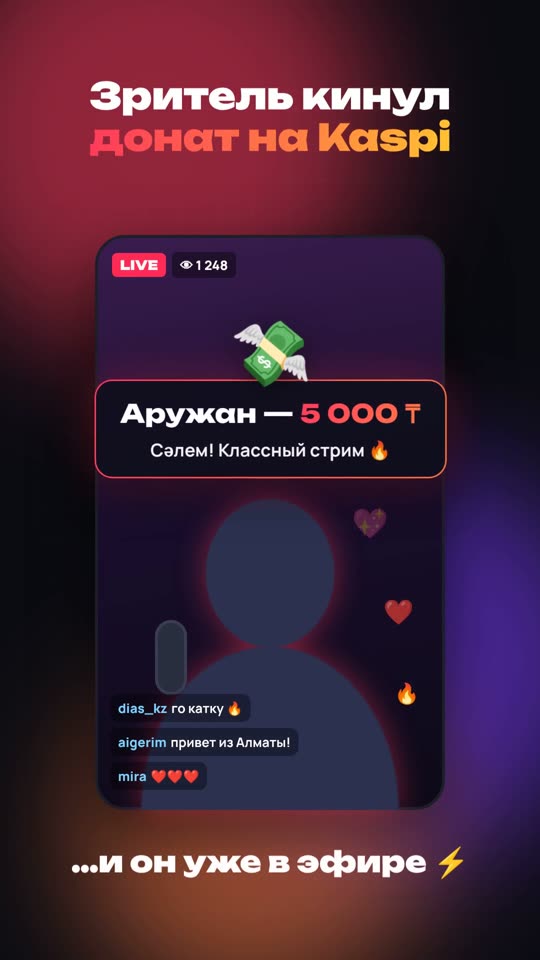 Зритель кинул
донат на Kaspi
LIVE 👁 1 248
Аружан — 5 000 ₸
Сәлем! Классный стрим 🔥
dias_kz го катку 🔥
aigerim привет из Алматы!
mira ❤️❤️❤️
...и он уже в эфире ⚡